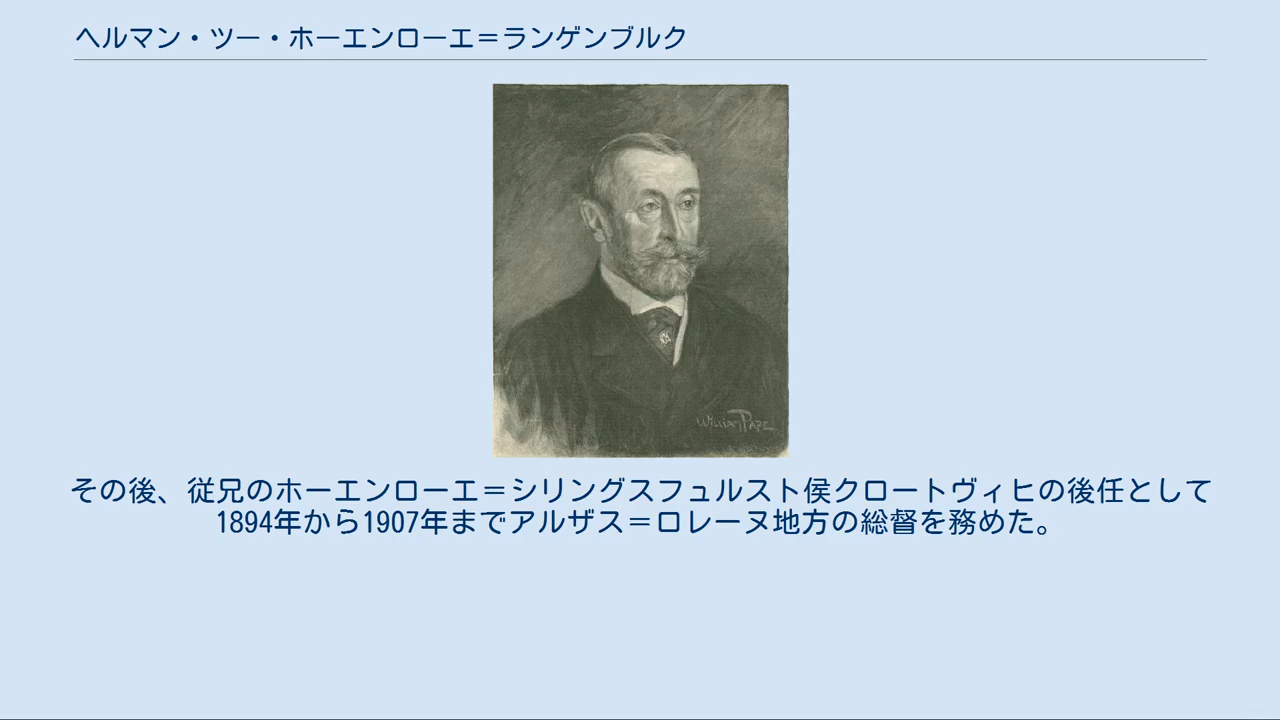 ヘルマン・ツー・ホーエンローエ＝ランゲンブルク
William Pape
その後、従兄のホーエンローエ＝シリングスフュルスト侯クロートヴィヒの後任として
1894年から1907年までアルザス＝ロレーヌ地方の総督を務めた。